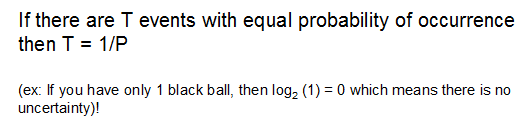 If there are T events with equal probability of occurrence
then T = 1/P
(ex: If you have only 1 black ball, then log₂ (1) = 0 which means there is no
uncertainty)!